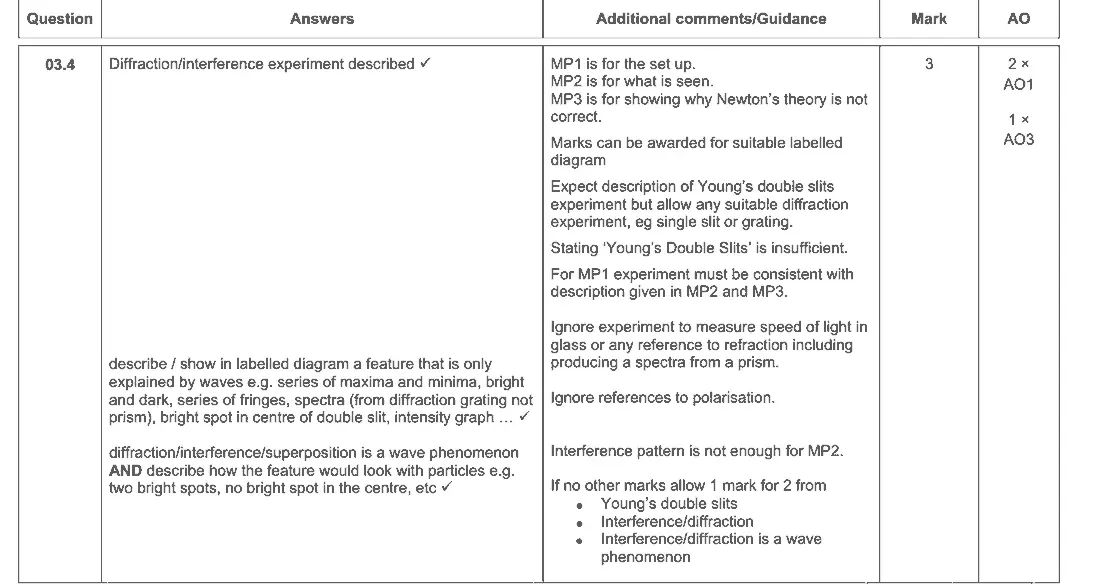 Question Answers Additional comments/Guidance Mark AO
03.4 Diffraction/interference experiment described ✓ MP1 is for the set up. 3 2 ×
MP2 is for what is seen. AO1
MP3 is for showing why Newton's theory is not
correct. 1 ×
AO3
Marks can be awarded for suitable labelled
diagram
Expect description of Young's double slits
experiment but allow any suitable diffraction
experiment, eg single slit or grating.
Stating 'Young's Double Slits' is insufficient.
For MP1 experiment must be consistent with
description given in MP2 and MP3.
Ignore experiment to measure speed of light in
glass or any reference to refraction including
producing a spectra from a prism.
describe / show in labelled diagram a feature that is only
explained by waves e.g. series of maxima and minima, bright
and dark, series of fringes, spectra (from diffraction grating not
prism), bright spot in centre of double slit, intensity graph ... ✓
Ignore references to polarisation.
diffraction/interference/superposition is a wave phenomenon
AND describe how the feature would look with particles e.g.
two bright spots, no bright spot in the centre, etc ✓
Interference pattern is not enough for MP2.
If no other marks allow 1 mark for 2 from
• Young's double slits
• Interference/diffraction
• Interference/diffraction is a wave
phenomenon